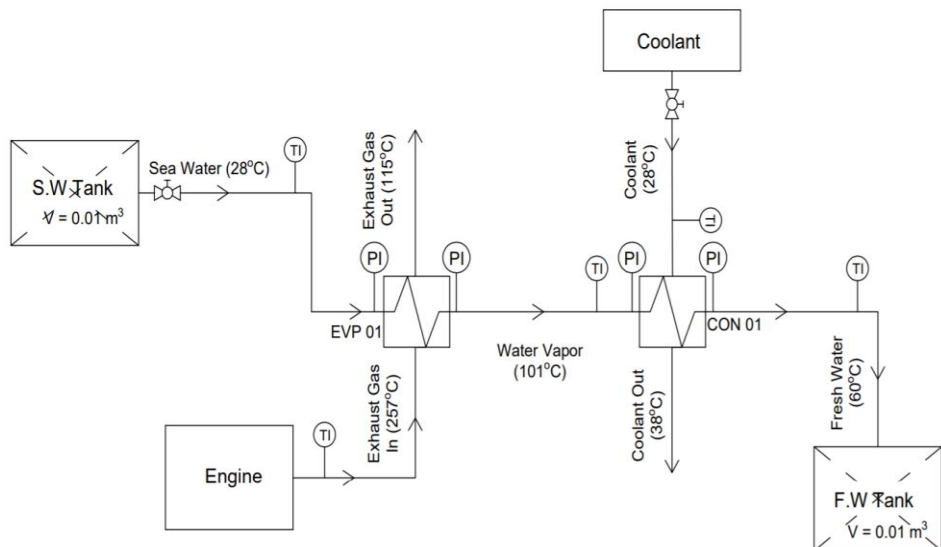 Coolant
S.W Tank
V = 0.01 m³
Sea Water (28°C)
TI
Exhaust Gas
Out (115°C)
Coolant
(28°C)
TI
PI
PI
EVP 01
Water Vapor
(101°C)
TI
PI
PI
CON 01
TI
Exhaust Gas
In (257°C)
Coolant Out
(38°C)
Fresh Water
(60°C)
Engine
TI
F.W Tank
V = 0.01 m³